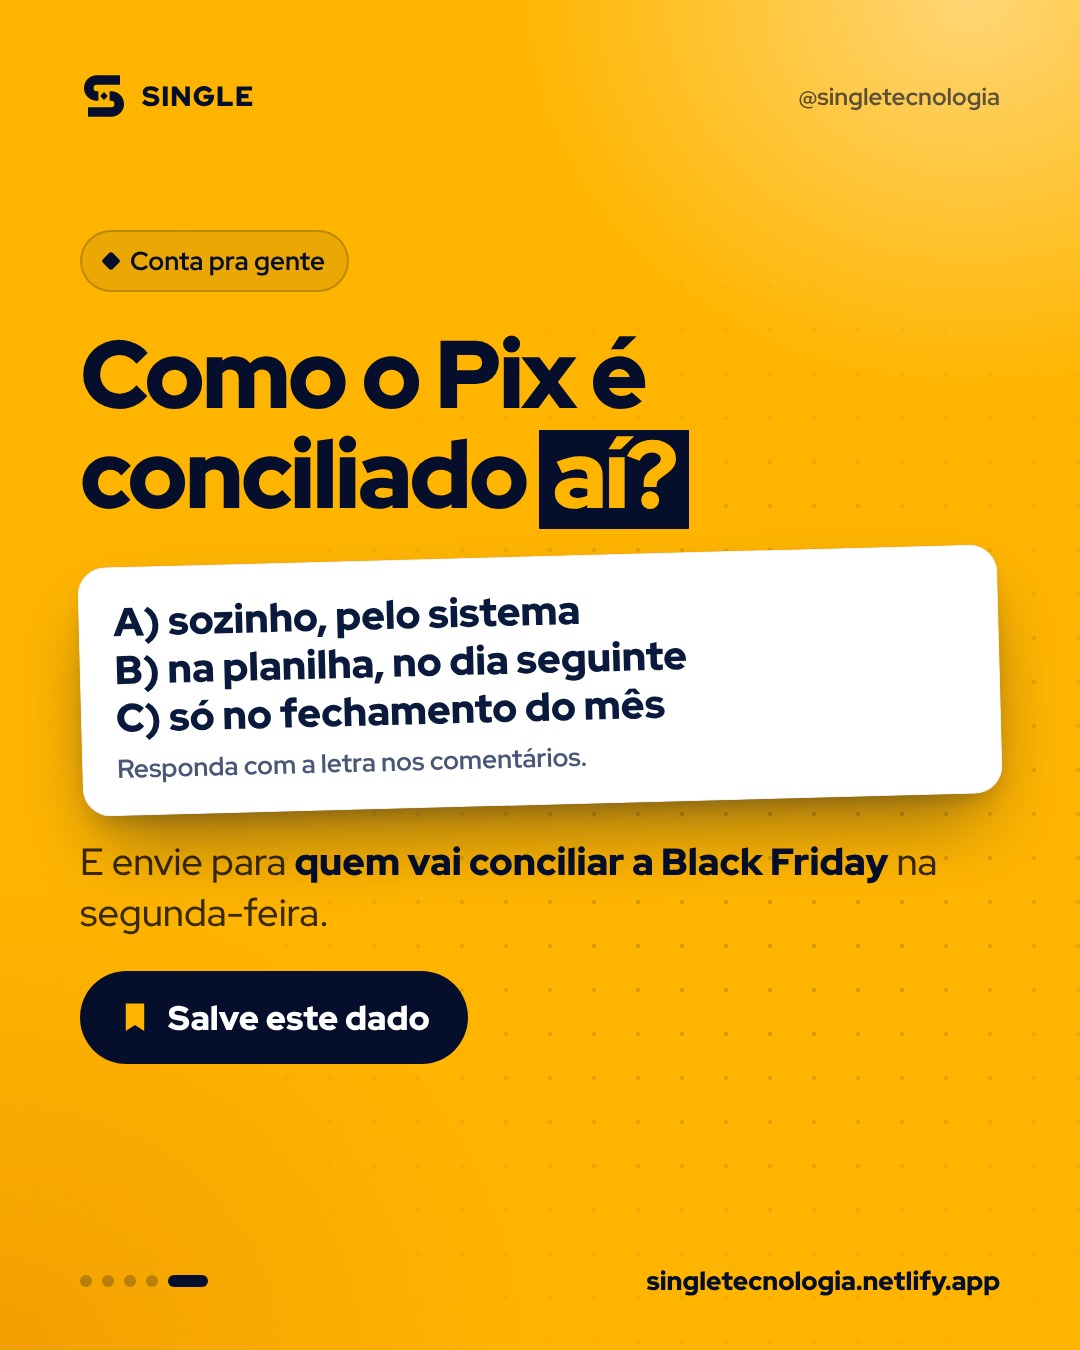 SINGLE
@singletecnologia
Conta pra gente
Como o Pix é
conciliado aí?
A) sozinho, pelo sistema
B) na planilha, no dia seguinte
C) só no fechamento do mês
Responda com a letra nos comentários.
E envie para quem vai conciliar a Black Friday na
segunda-feira.
Salve este dado
singletecnologia.netlify.app